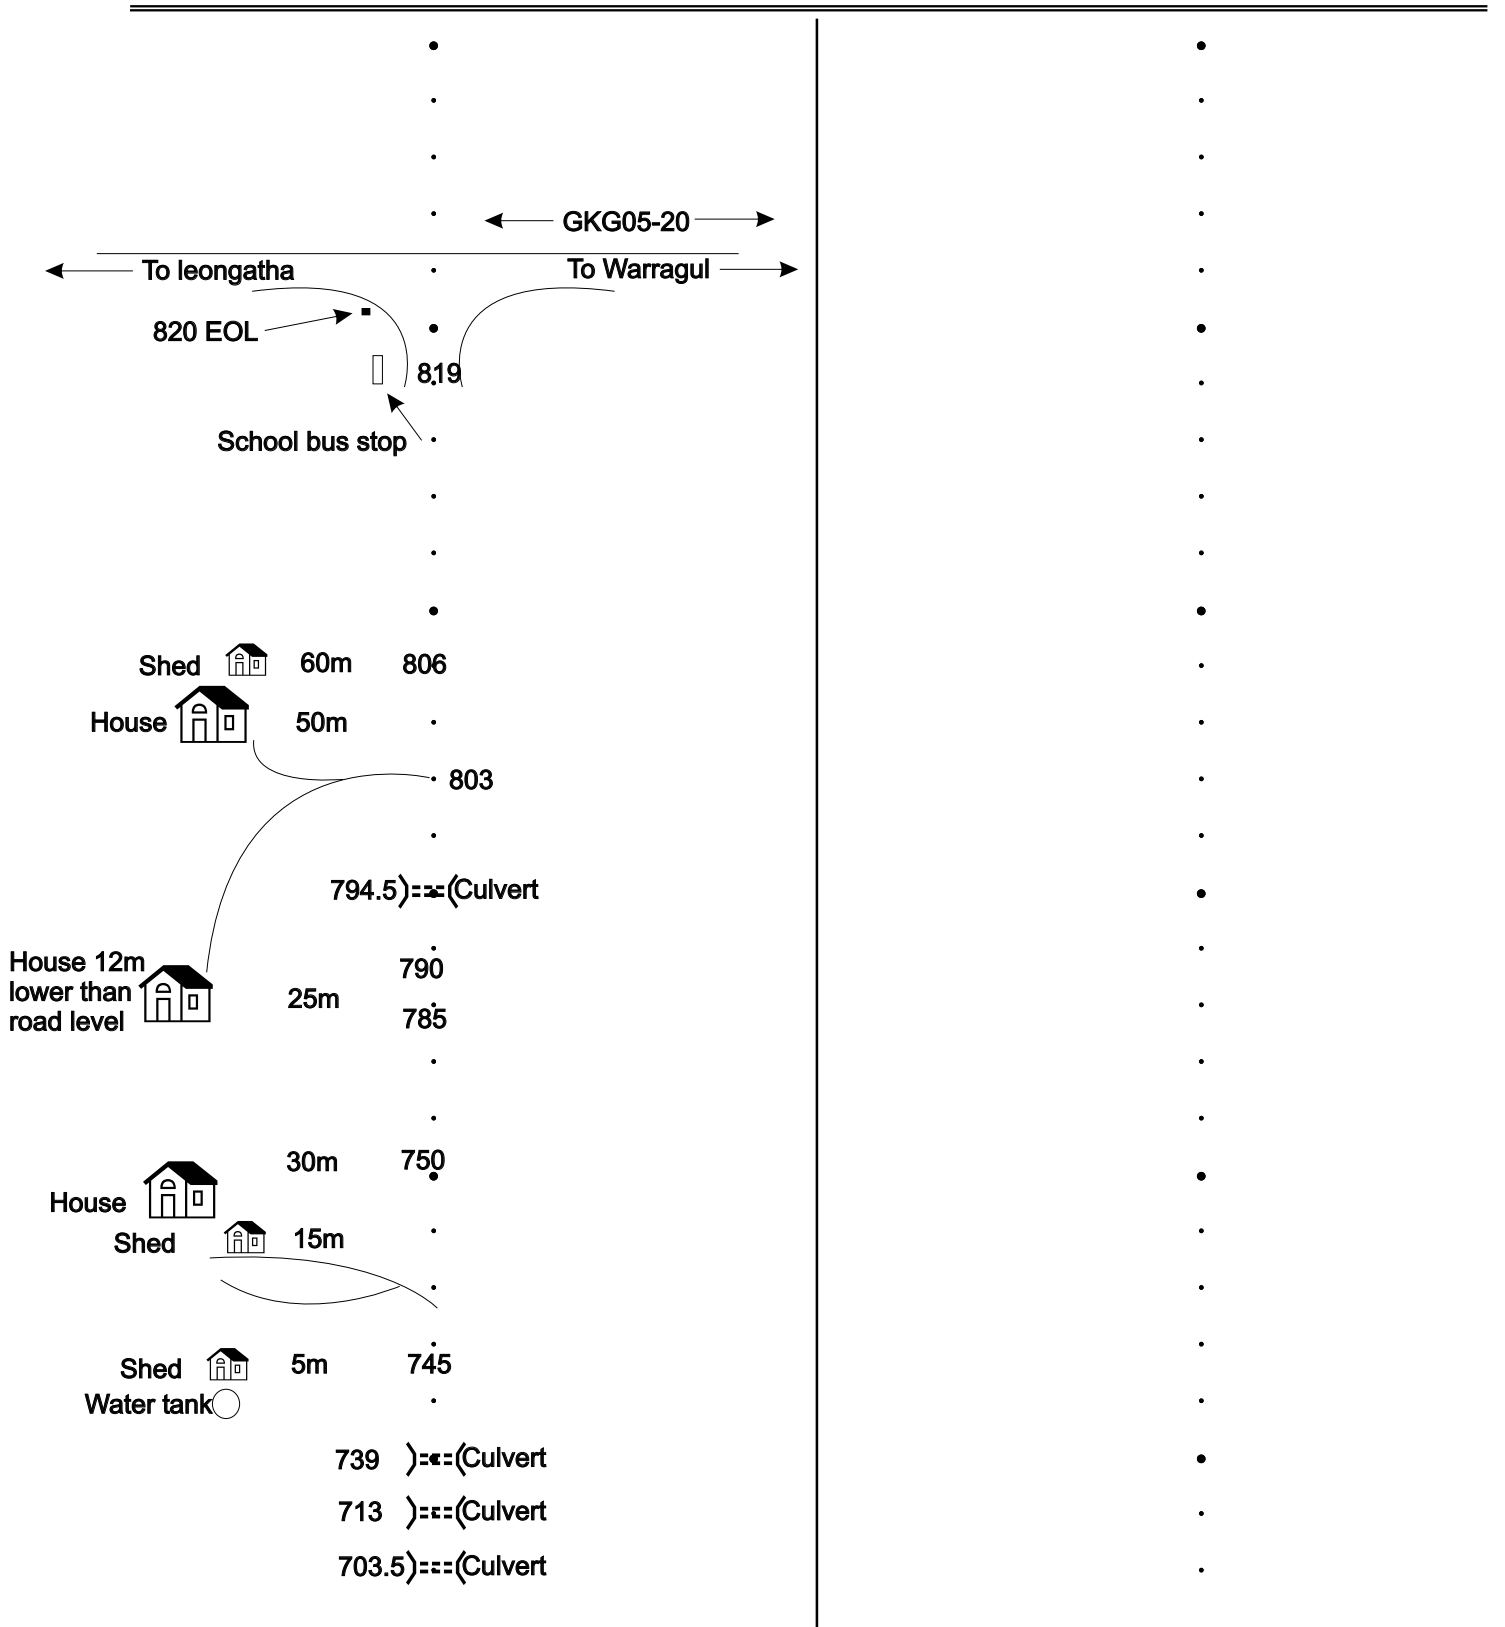 GKG05-20
To leongatha
To Warragul
820 EOL
819
School bus stop
Shed 60m 806
House 50m
803
794.5 Culvert
House 12m
lower than
road level
25m
790
785
30m 750
House
Shed 15m
Shed 5m 745
Water tank
739 Culvert
713 Culvert
703.5 Culvert